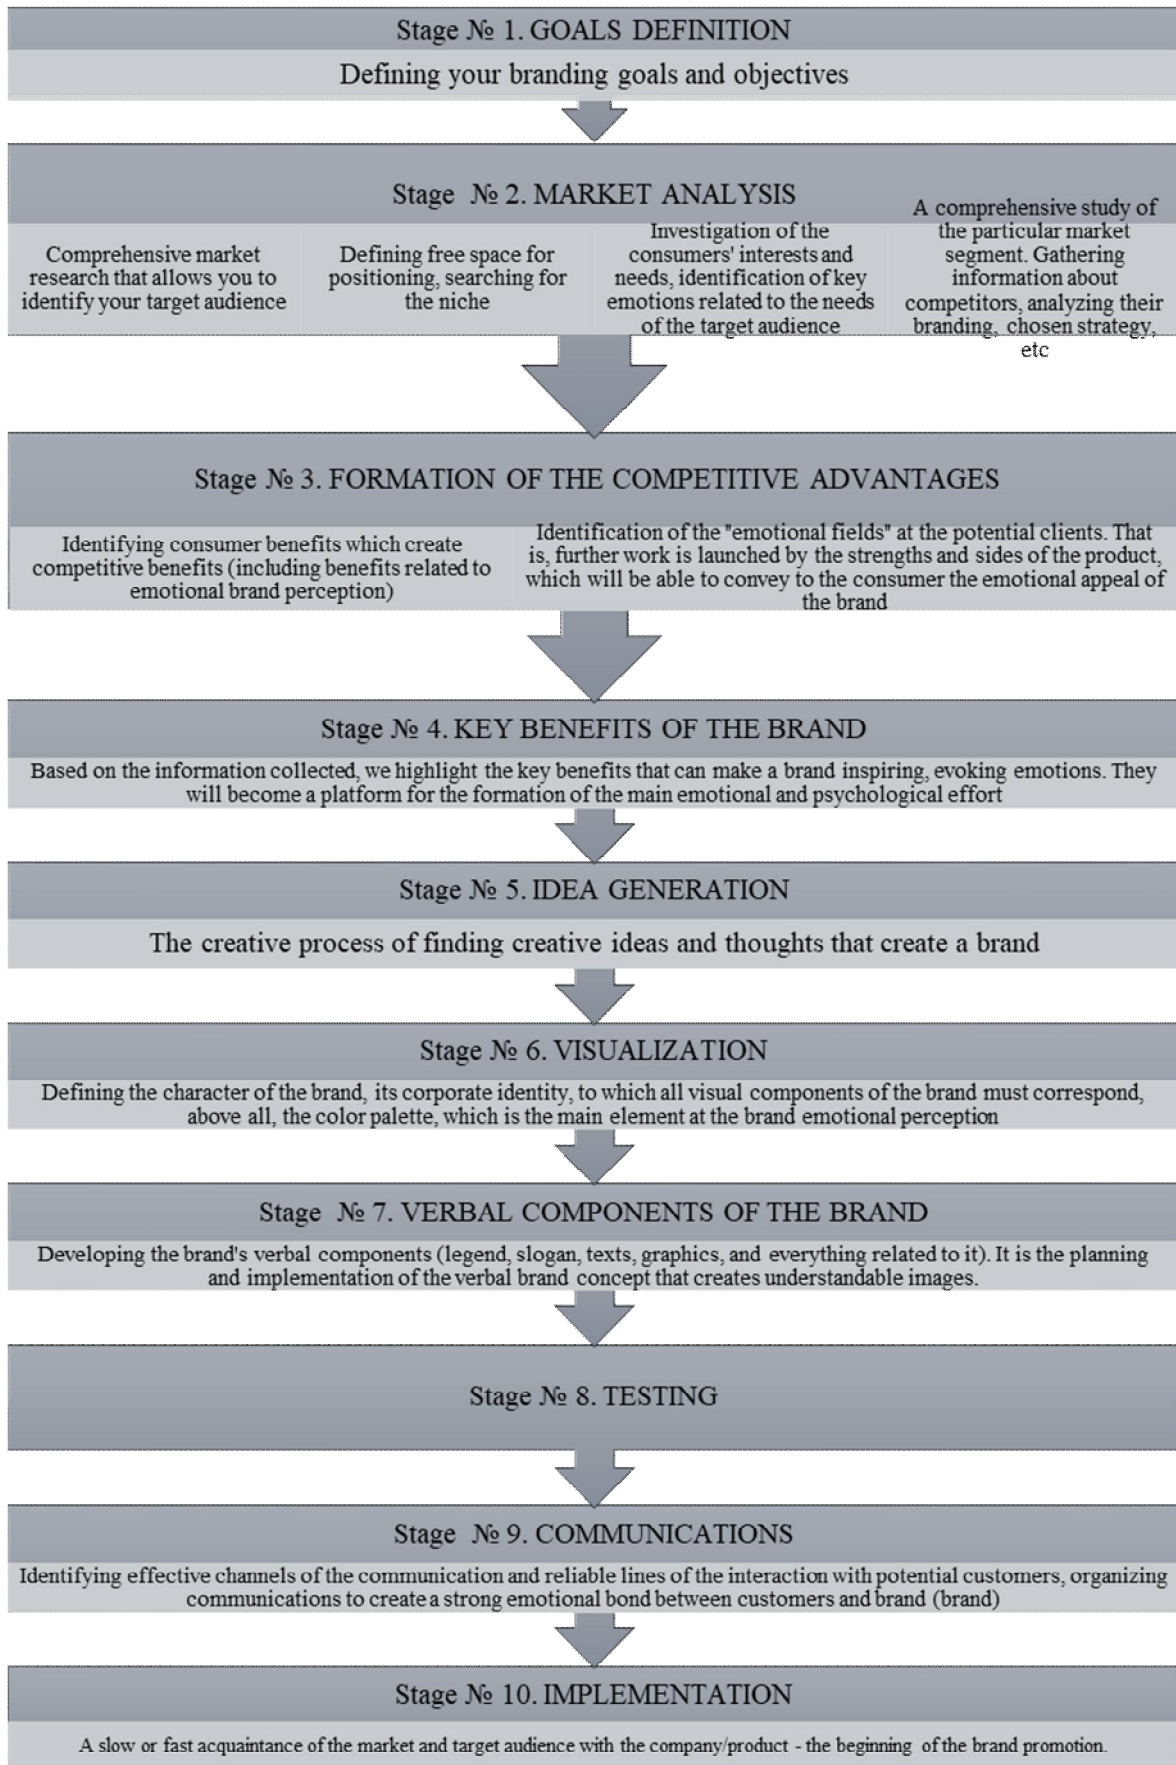 Stage № 1. GOALS DEFINITION
Defining your branding goals and objectives
Stage № 2. MARKET ANALYSIS
Comprehensive market
research that allows you to
identify your target audience
Defining free space for
positioning, searching for
the niche
Investigation of the
consumers' interests and
needs, identification of key
emotions related to the needs
of the target audience
A comprehensive study of
the particular market
segment. Gathering
information about
competitors, analyzing their
branding, chosen strategy,
etc
Stage № 3. FORMATION OF THE COMPETITIVE ADVANTAGES
Identifying consumer benefits which create
competitive benefits (including benefits related to
emotional brand perception)
Identification of the "emotional fields" at the potential clients. That
is, further work is launched by the strengths and sides of the product,
which will be able to convey to the consumer the emotional appeal of
the brand
Stage № 4. KEY BENEFITS OF THE BRAND
Based on the information collected, we highlight the key benefits that can make a brand inspiring, evoking emotions. They
will become a platform for the formation of the main emotional and psychological effort
Stage № 5. IDEA GENERATION
The creative process of finding creative ideas and thoughts that create a brand
Stage № 6. VISUALIZATION
Defining the character of the brand, its corporate identity, to which all visual components of the brand must correspond,
above all, the color palette, which is the main element at the brand emotional perception
Stage № 7. VERBAL COMPONENTS OF THE BRAND
Developing the brand's verbal components (legend, slogan, texts, graphics, and everything related to it). It is the planning
and implementation of the verbal brand concept that creates understandable images.
Stage № 8. TESTING
Stage № 9. COMMUNICATIONS
Identifying effective channels of the communication and reliable lines of the interaction with potential customers, organizing
communications to create a strong emotional bond between customers and brand (brand)
Stage № 10. IMPLEMENTATION
A slow or fast acquaintance of the market and target audience with the company/product - the beginning of the brand promotion.